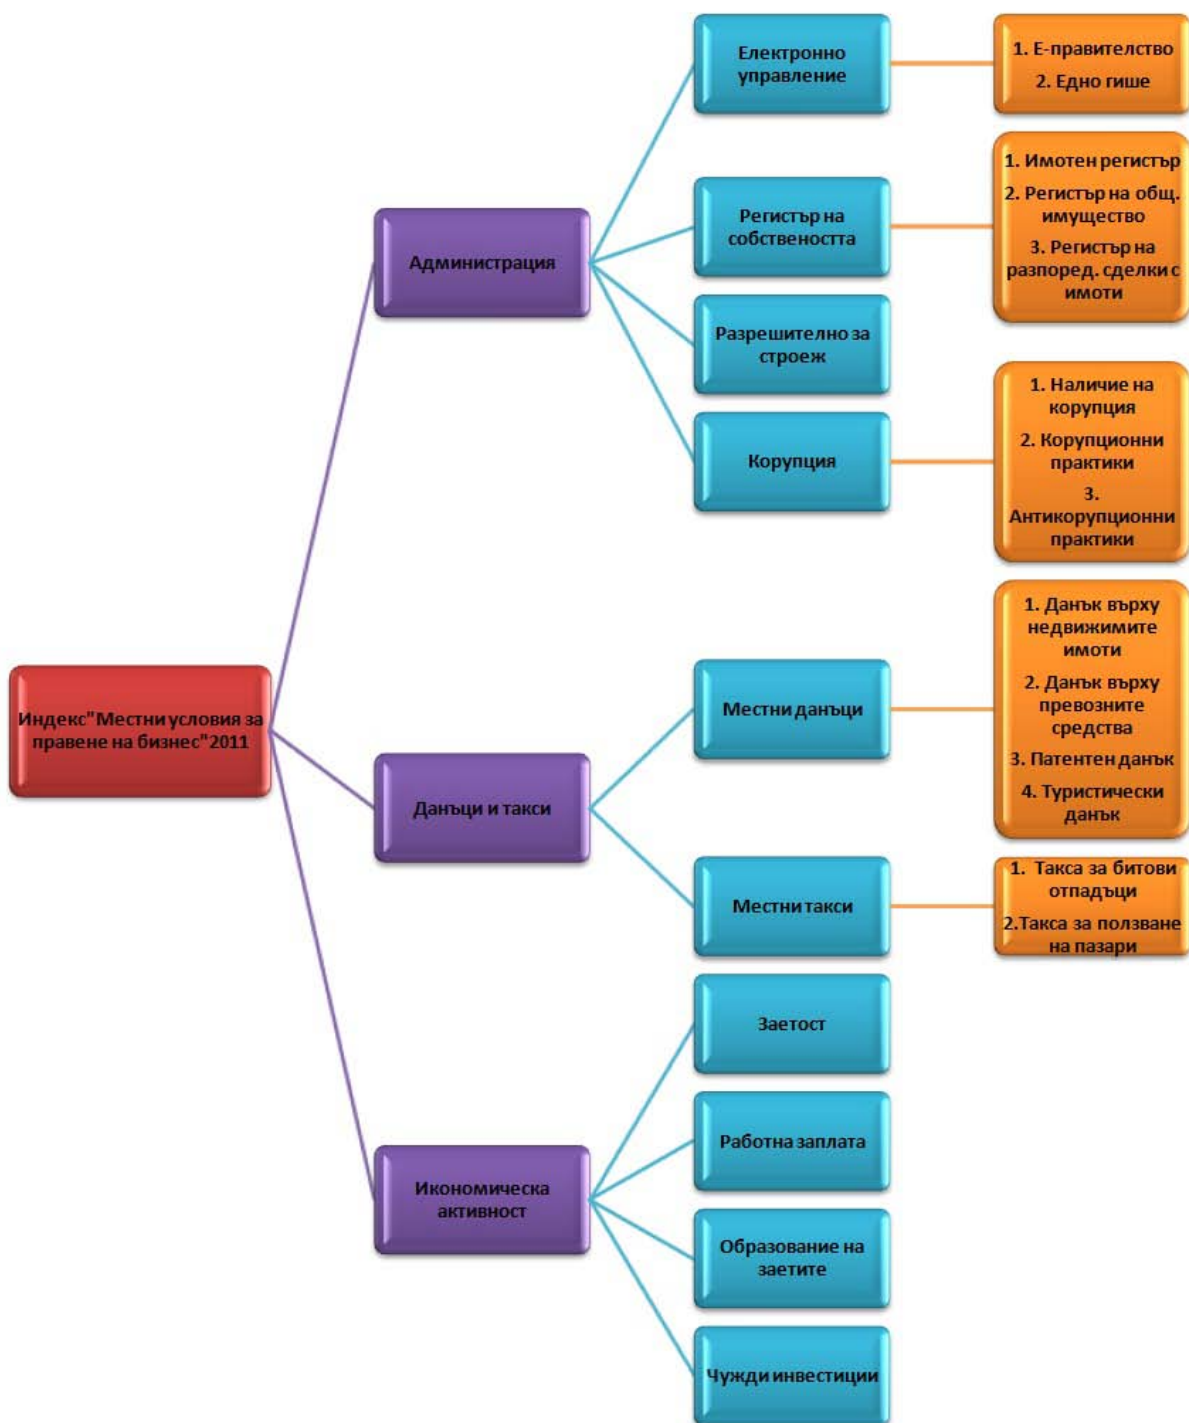 Електронно
управление
1. Е-правителство
2. Едно гише
Администрация
Регистър на
собствеността
1. Имотен регистър
2. Регистър на общ.
имущество
3. Регистър на
разпоред. сделки с
имоти
Разрешително за
строеж
Корупция
1. Наличие на
корупция
2. Корупционни
практики
3.
Антикорупционни
практики
Индекс"Местни условия за
правене на бизнес"2011
Данъци и такси
Местни данъци
1. Данък върху
недвижимите
имоти
2. Данък върху
превозните
средства
3. Патентен данък
4. Туристически
данък
Местни такси
1. Такса за битови
отпадъци
2.Такса за ползване
на пазари
Икономическа
активност
Заетост
Работна заплата
Образование на
заетите
Чужди инвестиции